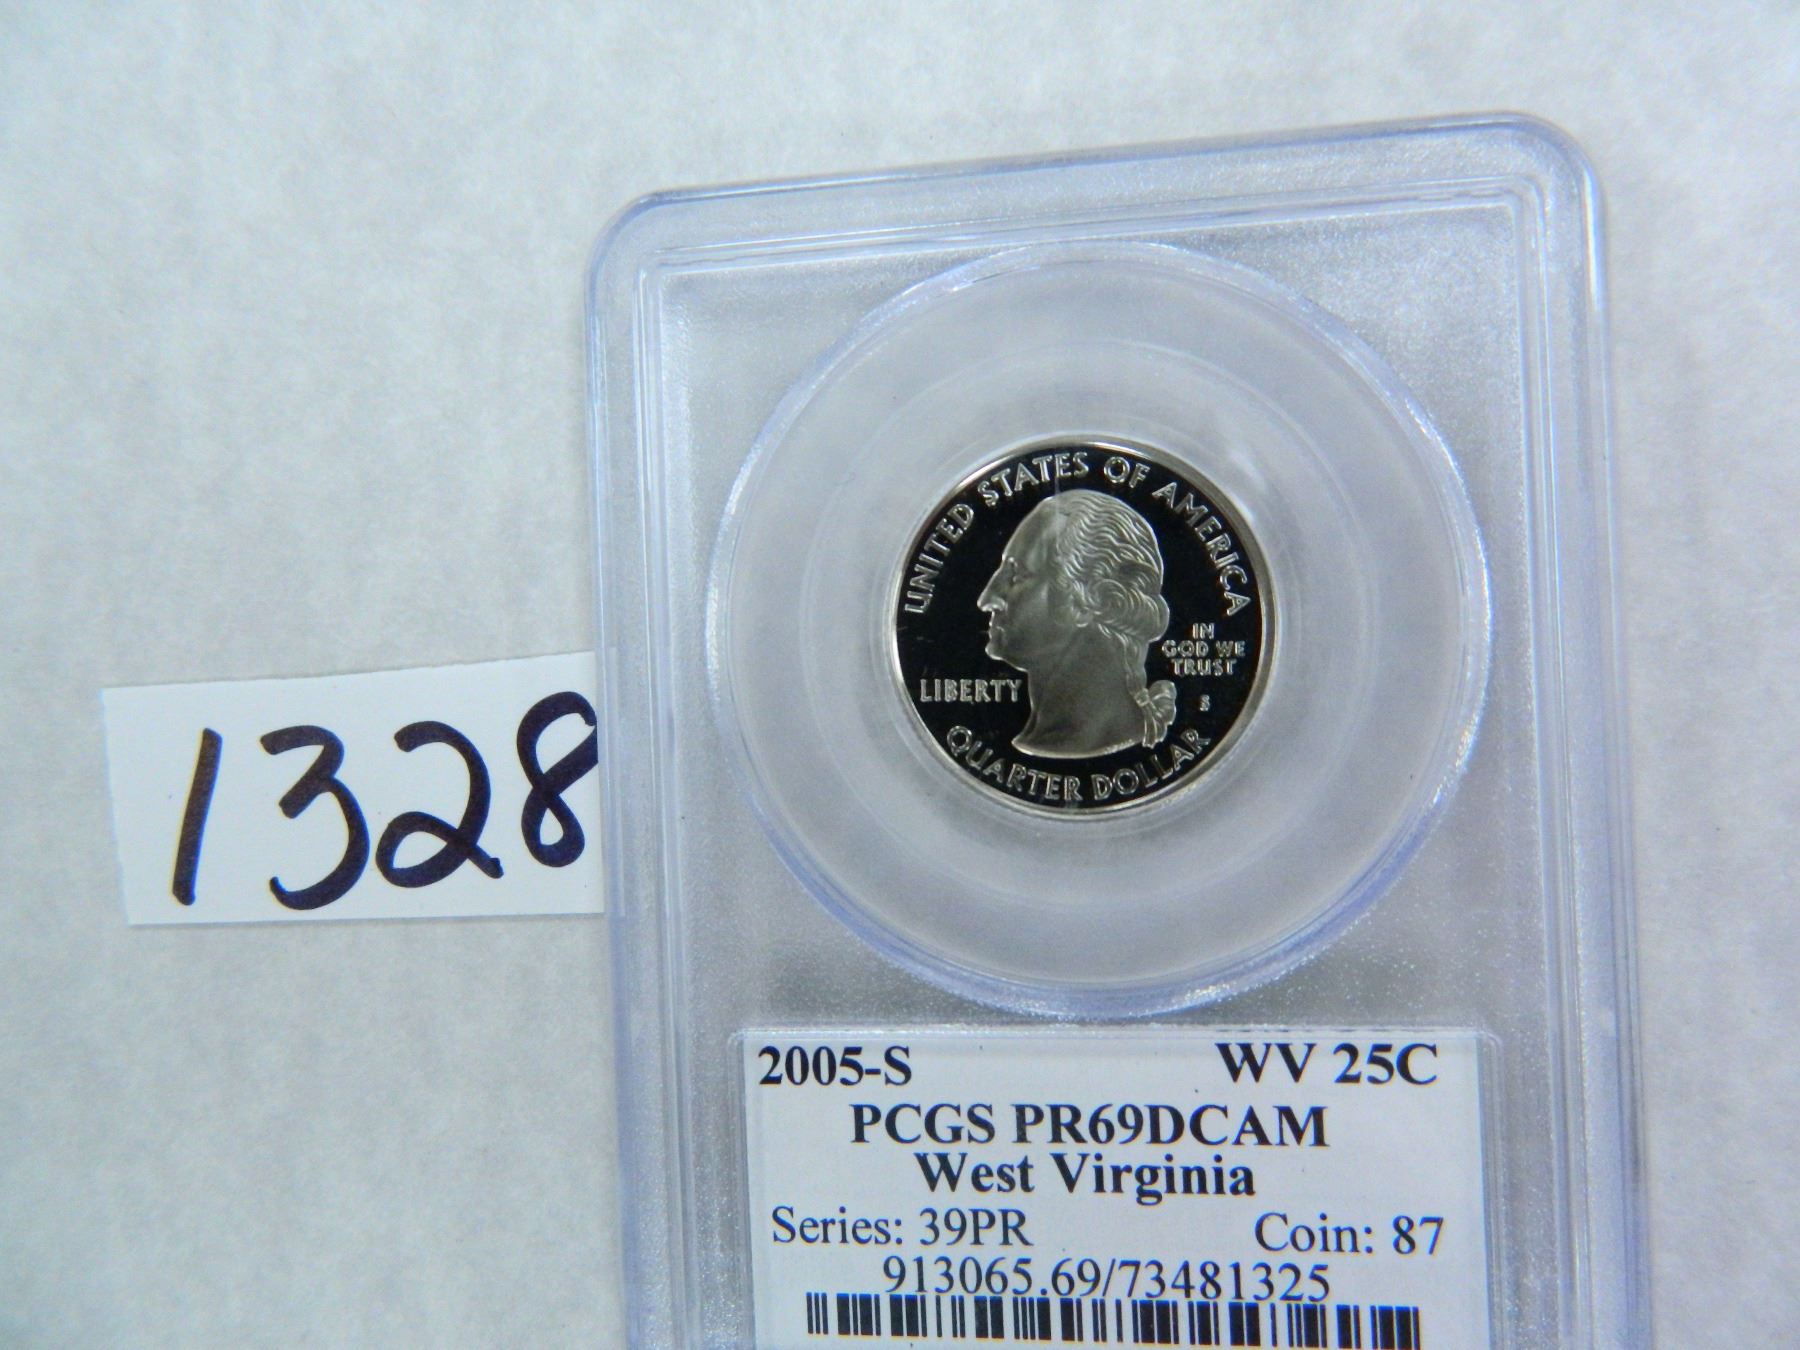 1328
UNITED STATES OF AMERICA
IN
GOD WE
TRUST
LIBERTY
S
QUARTER DOLLAR
2005-S WV 25C
PCGS PR69DCAM
West Virginia
Series: 39PR Coin: 87
913065.69/73481325